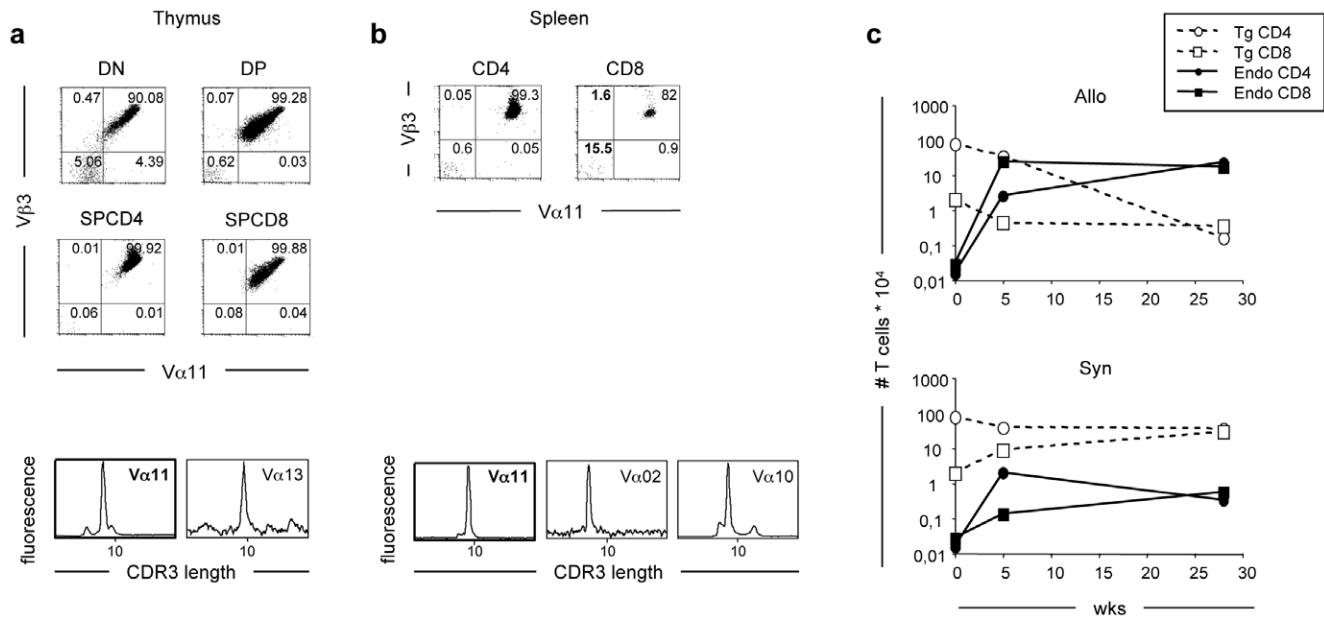 a
Thymus
DN
DP
0.47 90.08
5.06 4.39
0.07 99.28
0.62 0.03
SPCD4
SPCD8
0.01 99.92
0.06 0.01
0.01 99.88
0.08 0.04
Vβ3
Vα11
fluorescence
Vα11
Vα13
10
10
CDR3 length
b
Spleen
CD4
CD8
0.05 99.3
0.6 0.05
1.6 82
15.5 0.9
Vβ3
Vα11
fluorescence
Vα11
Vα02
Vα10
10
10
10
CDR3 length
c
Tg CD4
Tg CD8
Endo CD4
Endo CD8
Allo
1000
100
10
1
0,1
0,01
0 5 10 15 20 25 30
# T cells * 10⁴
Syn
1000
100
10
1
0,1
0,01
0 5 10 15 20 25 30
wks